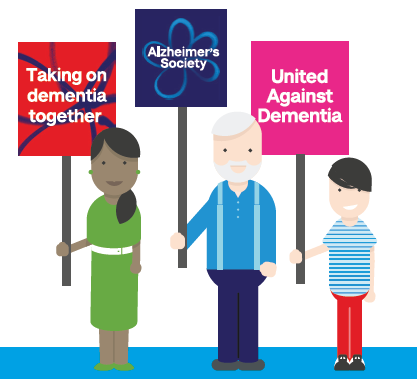 Taking on
dementia
together
Alzheimer's
Society
United
Against
Dementia